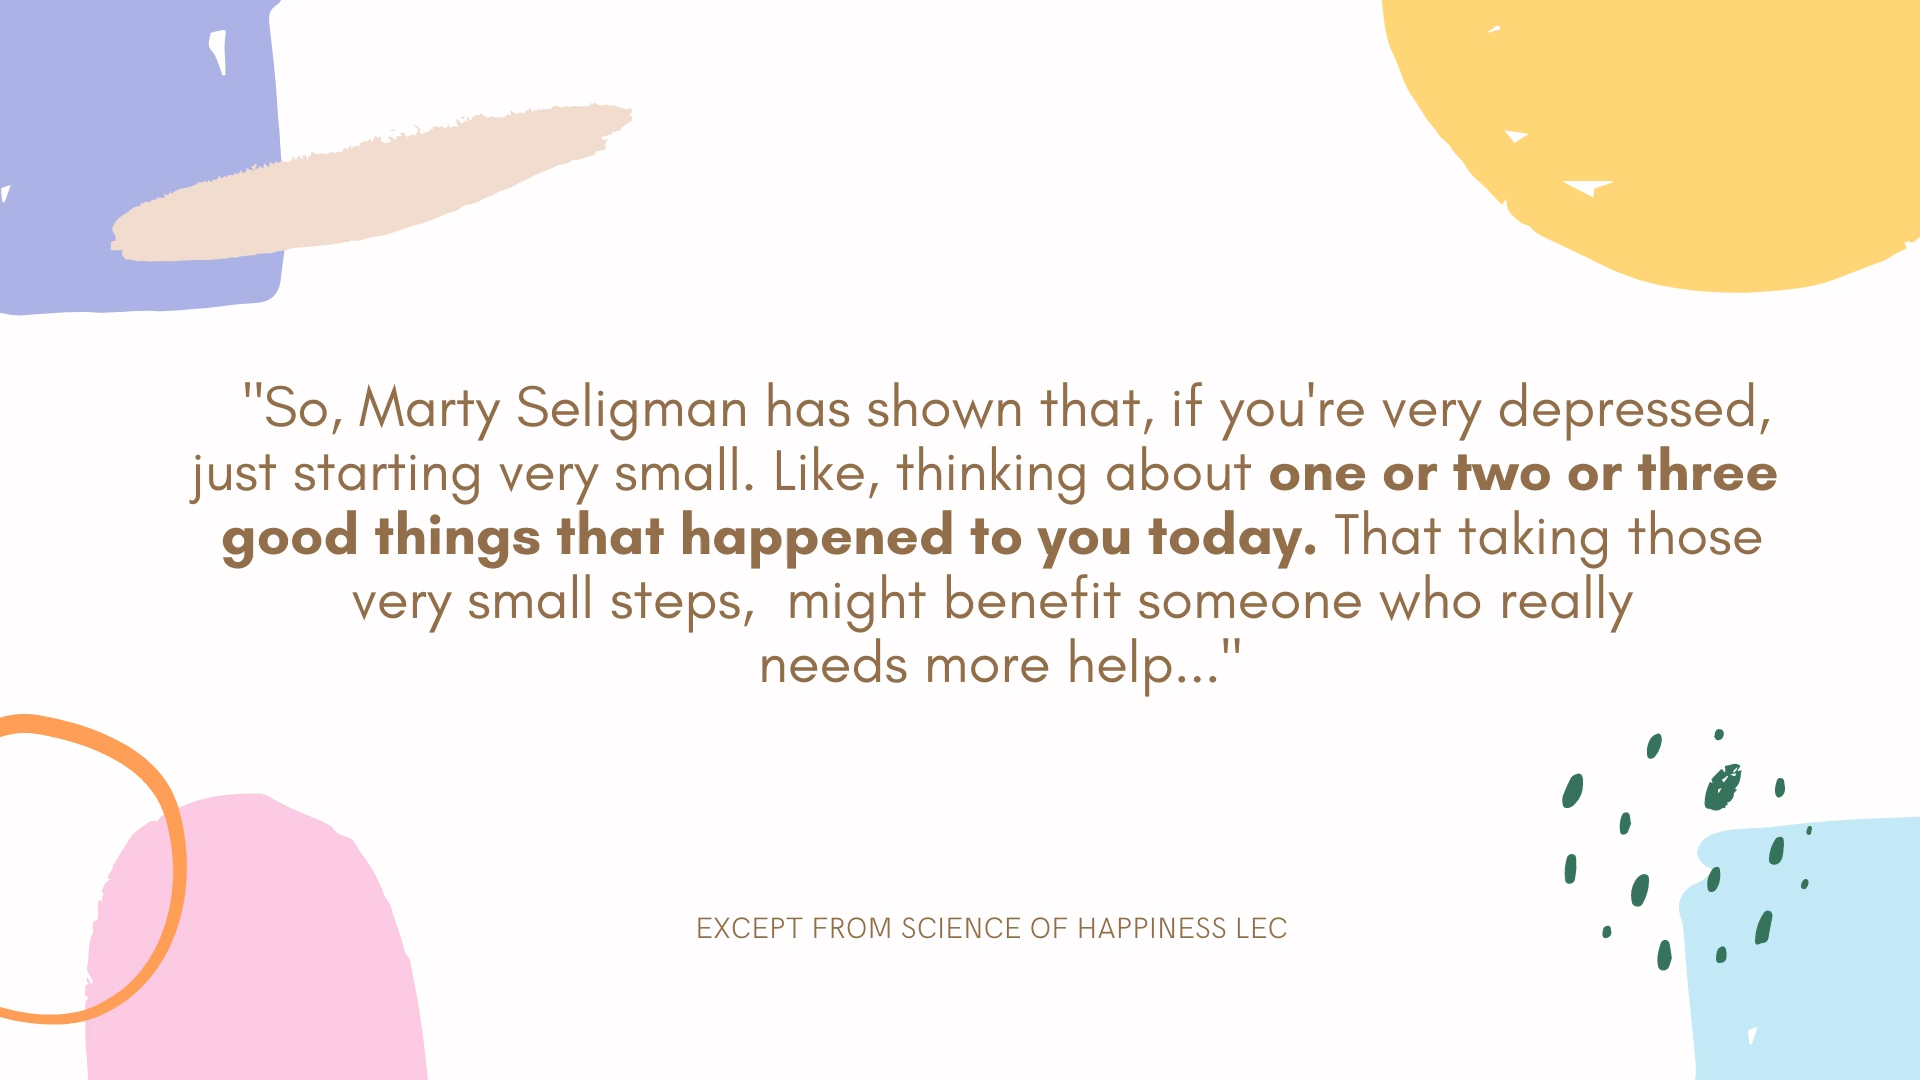 "So, Marty Seligman has shown that, if you're very depressed,
just starting very small. Like, thinking about one or two or three
good things that happened to you today. That taking those
very small steps,  might benefit someone who really
needs more help..."
EXCEPT FROM SCIENCE OF HAPPINESS LEC